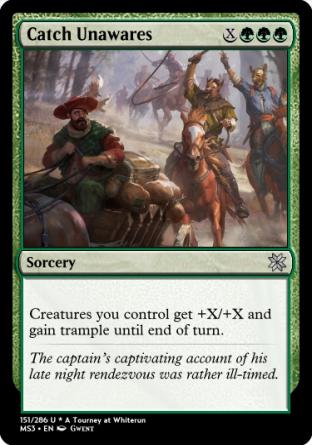 Catch Unawares X
Sorcery
Creatures you control get +X/+X and
gain trample until end of turn.
The captain's captivating account of his
late night rendezvous was rather ill-timed.
151/286 U * A Tourney at Whiterun
MS3 • EN GWENT